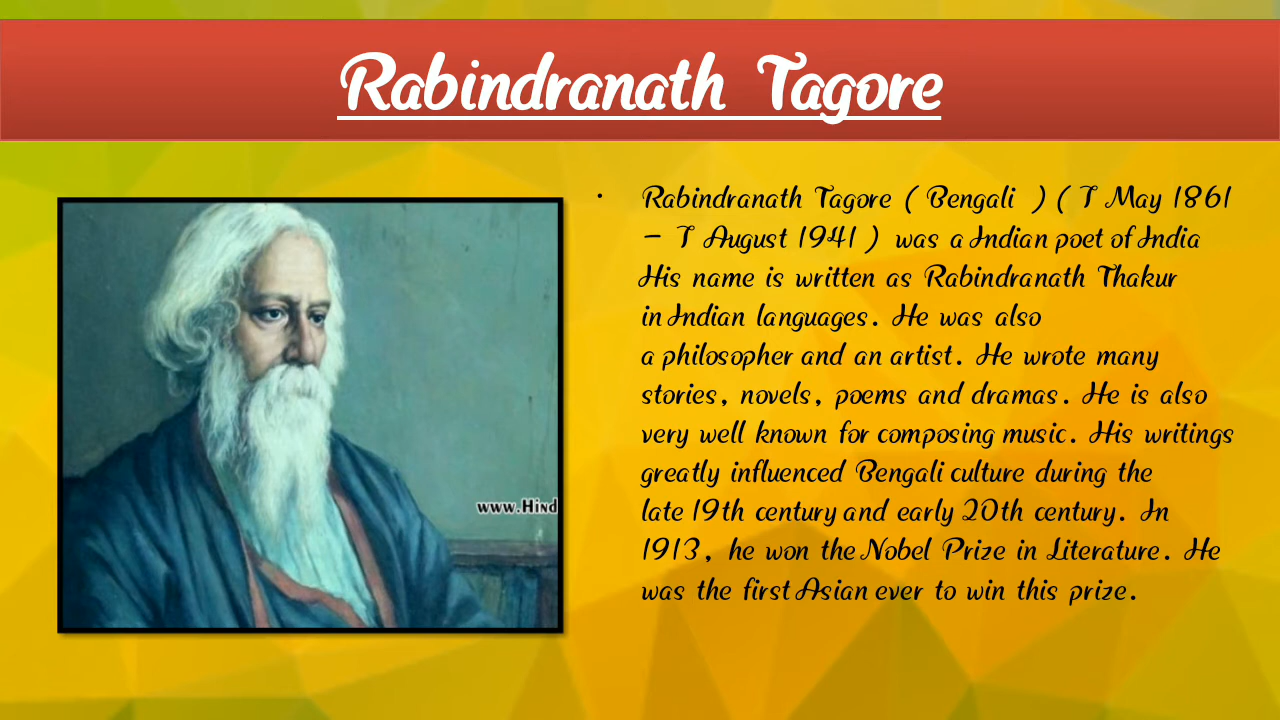 Rabindranath Tagore
• Rabindranath Tagore ( Bengali ) ( 7 May 1861
– 7 August 1941 ) was a Indian poet of India
His name is written as Rabindranath Thakur
in Indian languages. He was also
a philosopher and an artist. He wrote many
stories, novels, poems and dramas. He is also
very well known for composing music. His writings
greatly influenced Bengali culture during the
late 19th century and early 20th century. In
1913, he won the Nobel Prize in Literature. He
was the first Asian ever to win this prize.
www.Hind